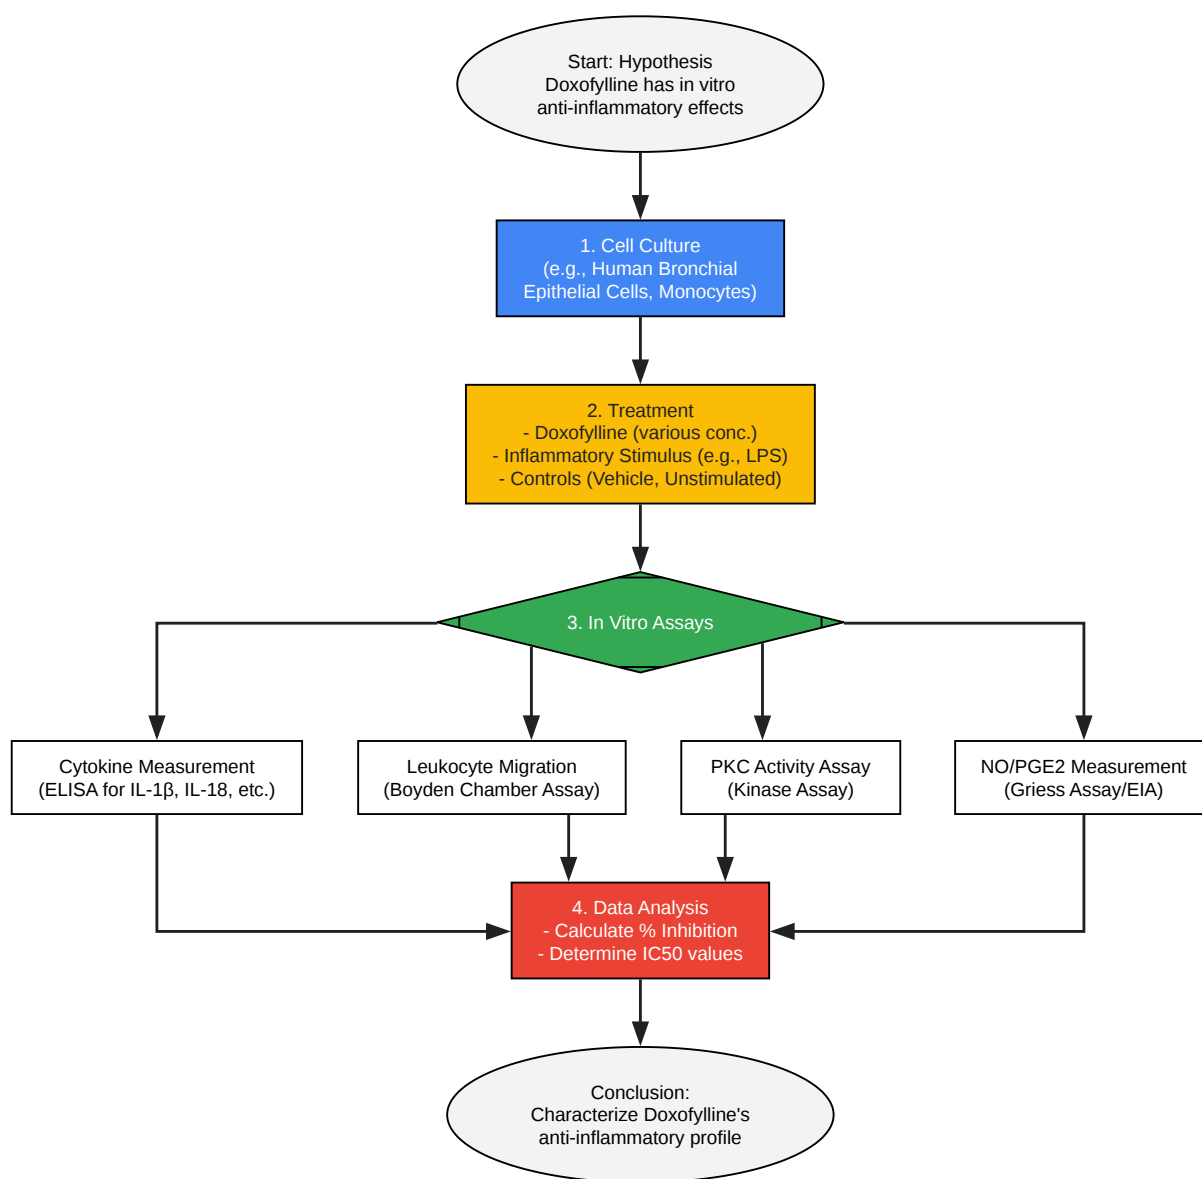 Start: Hypothesis
Doxofylline has in vitro
anti-inflammatory effects
1. Cell Culture
(e.g., Human Bronchial
Epithelial Cells, Monocytes)
2. Treatment
- Doxofylline (various conc.)
- Inflammatory Stimulus (e.g., LPS)
- Controls (Vehicle, Unstimulated)
3. In Vitro Assays
Cytokine Measurement
(ELISA for IL-1β, IL-18, etc.)
Leukocyte Migration
(Boyden Chamber Assay)
PKC Activity Assay
(Kinase Assay)
NO/PGE2 Measurement
(Griess Assay/EIA)
4. Data Analysis
- Calculate % Inhibition
- Determine IC50 values
Conclusion:
Characterize Doxofylline's
anti-inflammatory profile